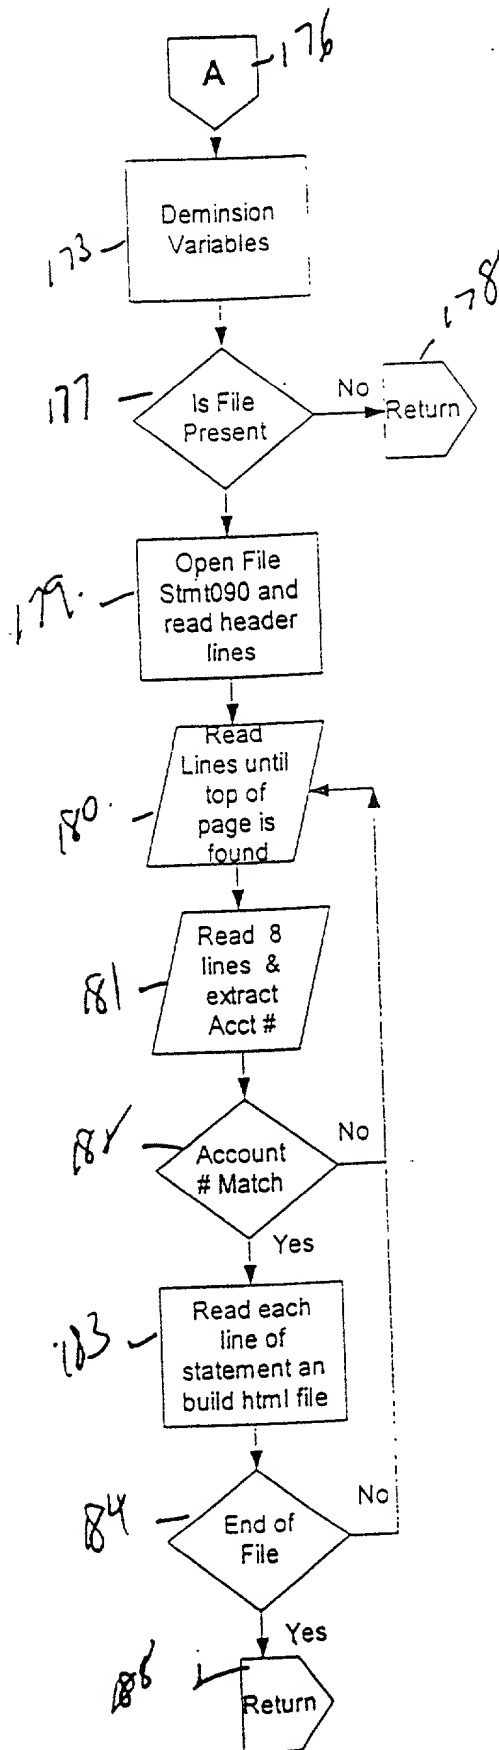 A
176
Deminsion
Variables
173
178
177
Is File
Present
No
Return
Open File
Stmt090 and
read header
lines
179.
Read
Lines until
top of
page is
found
180.
Read 8
lines &
extract
Acct #
181
Account
# Match
No
Yes
Read each
line of
statement an
build html file
183
End of
File
No
184
Yes
Return